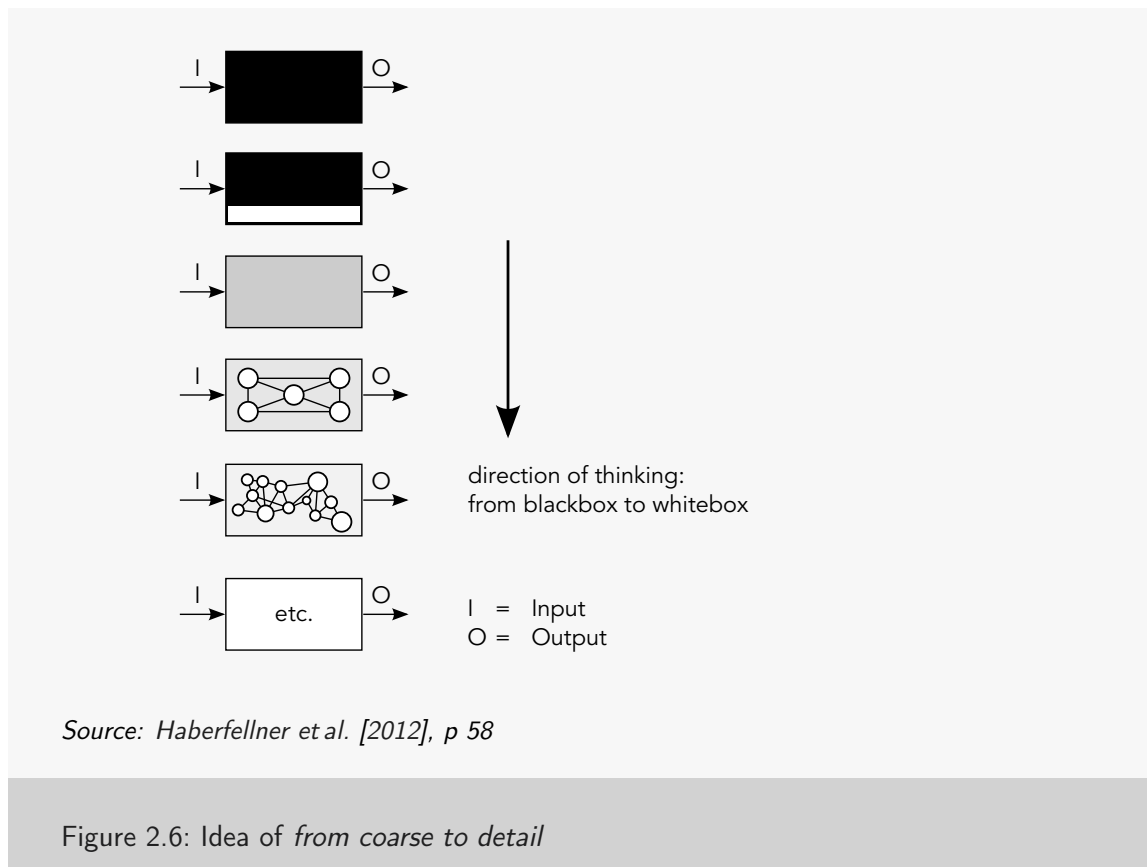 I O
I O
I O
I O
I O
direction of thinking:
from blackbox to whitebox
I etc. O
I = Input
O = Output
Source: Haberfellner et al. [2012], p 58
Figure 2.6: Idea of from coarse to detail